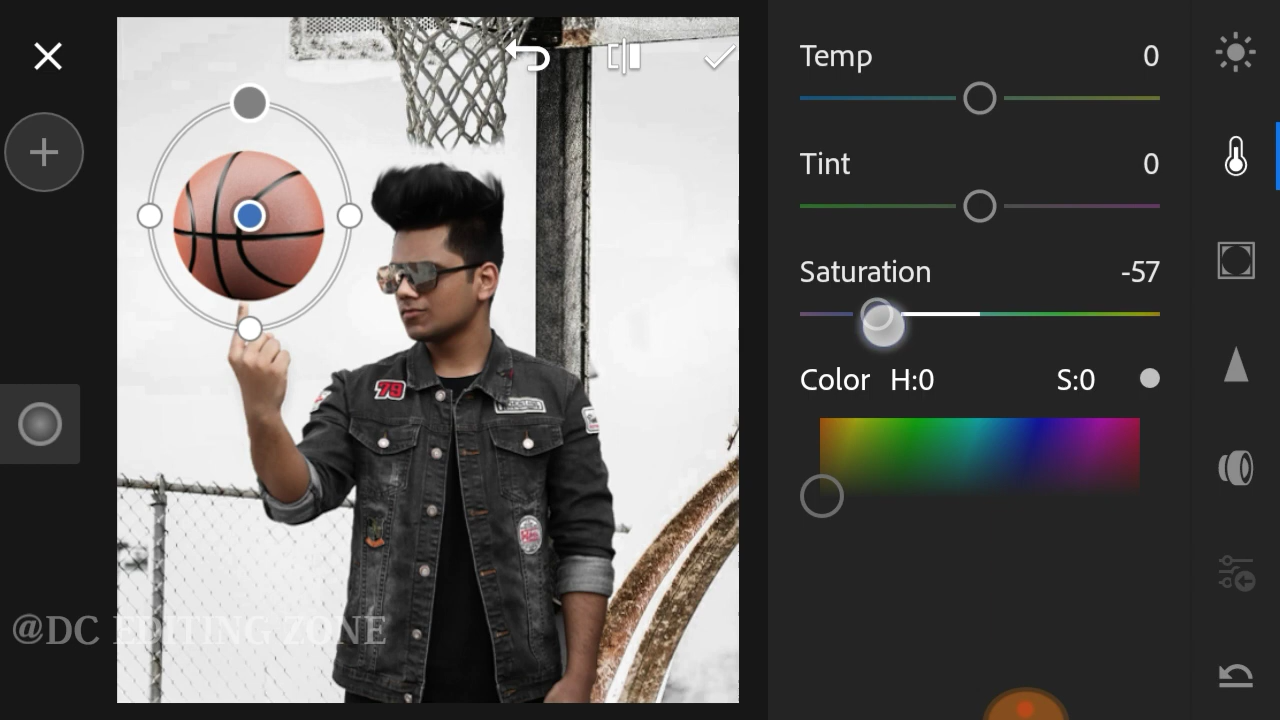 Temp 0
Tint 0
Saturation -57
Color H:0 S:0
79
@DC EDITING ZONE